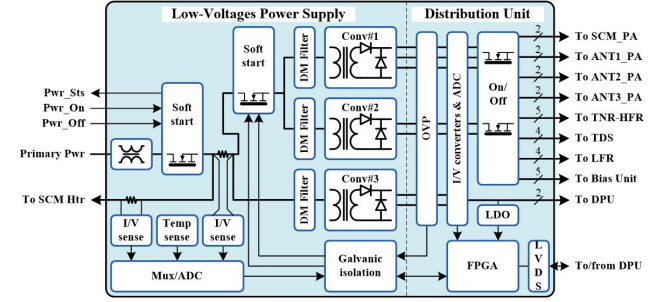 Low-Voltages Power Supply
Distribution Unit
Pwr_Sts
Pwr_On
Pwr_Off
Primary Pwr
To SCM Htr
Soft
start
Soft
start
DM Filter
Conv#1
DM Filter
Conv#2
DM Filter
Conv#3
OVP
I/V converters & ADC
On/
Off
2
To SCM_PA
2
To ANT1_PA
2
To ANT2_PA
2
To ANT3_PA
5
To TNR-HFR
4
To TDS
4
To LFR
5
To Bias Unit
2
To DPU
I/V
sense
Temp
sense
I/V
sense
Mux/ADC
Galvanic
isolation
LDO
FPGA
LVDS
To/from DPU